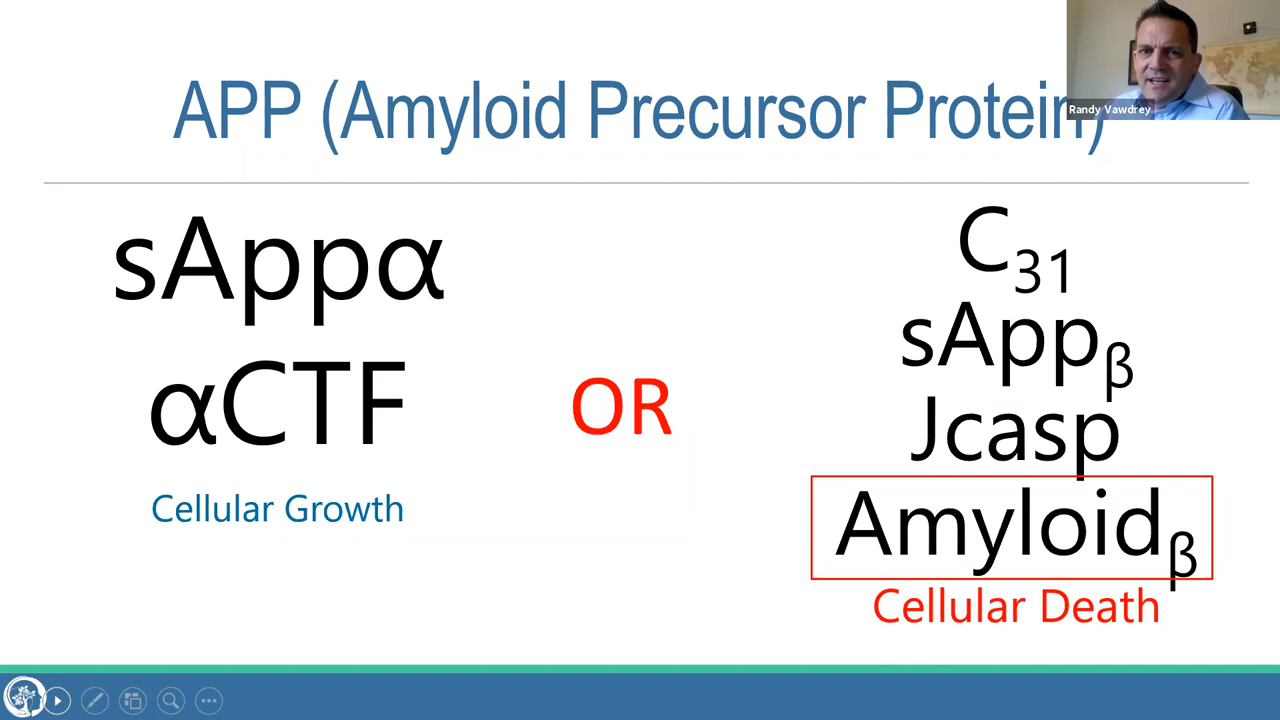 APP (Amyloid Precursor Protein)
Randy Vawdrey
sAppα
αCTF
Cellular Growth
OR
C₃₁
sAppᵦ
Jcasp
Amyloidᵦ
Cellular Death